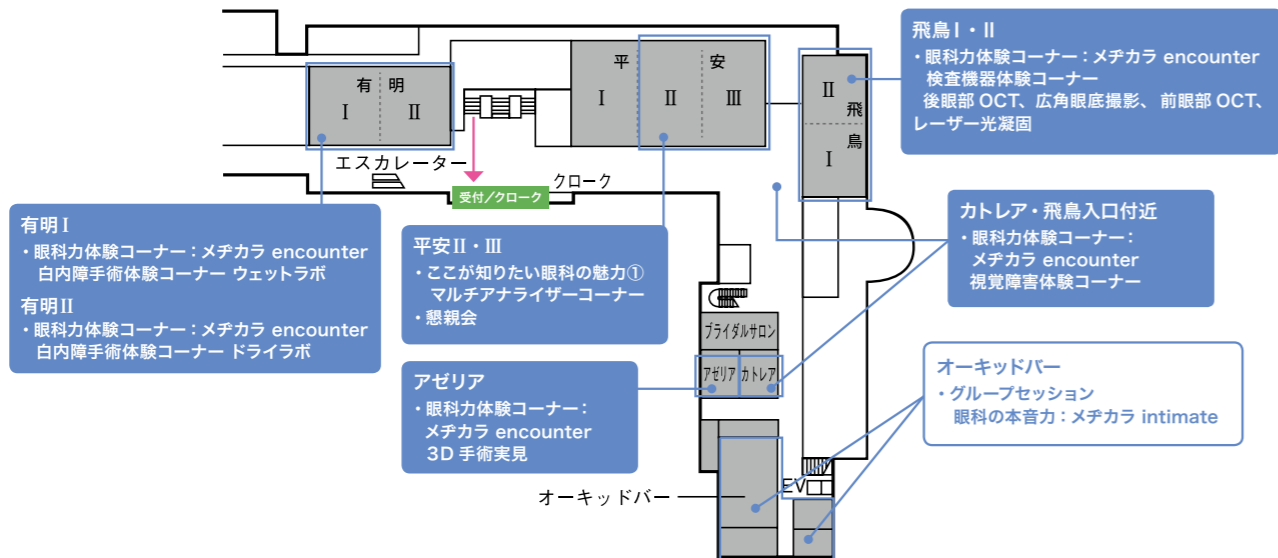 有 明
Ⅰ Ⅱ
平 安
Ⅰ Ⅱ Ⅲ
Ⅱ 飛
Ⅰ 鳥
飛鳥Ⅰ・Ⅱ
・眼科力体験コーナー：メヂカラ encounter
検査機器体験コーナー
後眼部 OCT、広角眼底撮影、前眼部 OCT、
レーザー光凝固
エスカレーター
受付／クローク
クローク
有明Ⅰ
・眼科力体験コーナー：メヂカラ encounter
白内障手術体験コーナー ウェットラボ
有明Ⅱ
・眼科力体験コーナー：メヂカラ encounter
白内障手術体験コーナー ドライラボ
平安Ⅱ・Ⅲ
・ここが知りたい眼科の魅力①
マルチアナライザーコーナー
・懇親会
カトレア・飛鳥入口付近
・眼科力体験コーナー：
メヂカラ encounter
視覚障害体験コーナー
ブライダルサロン
アゼリア カトレア
アゼリア
・眼科力体験コーナー：
メヂカラ encounter
3D 手術実見
オーキッドバー
・グループセッション
眼科の本音力：メヂカラ intimate
オーキッドバー
EV